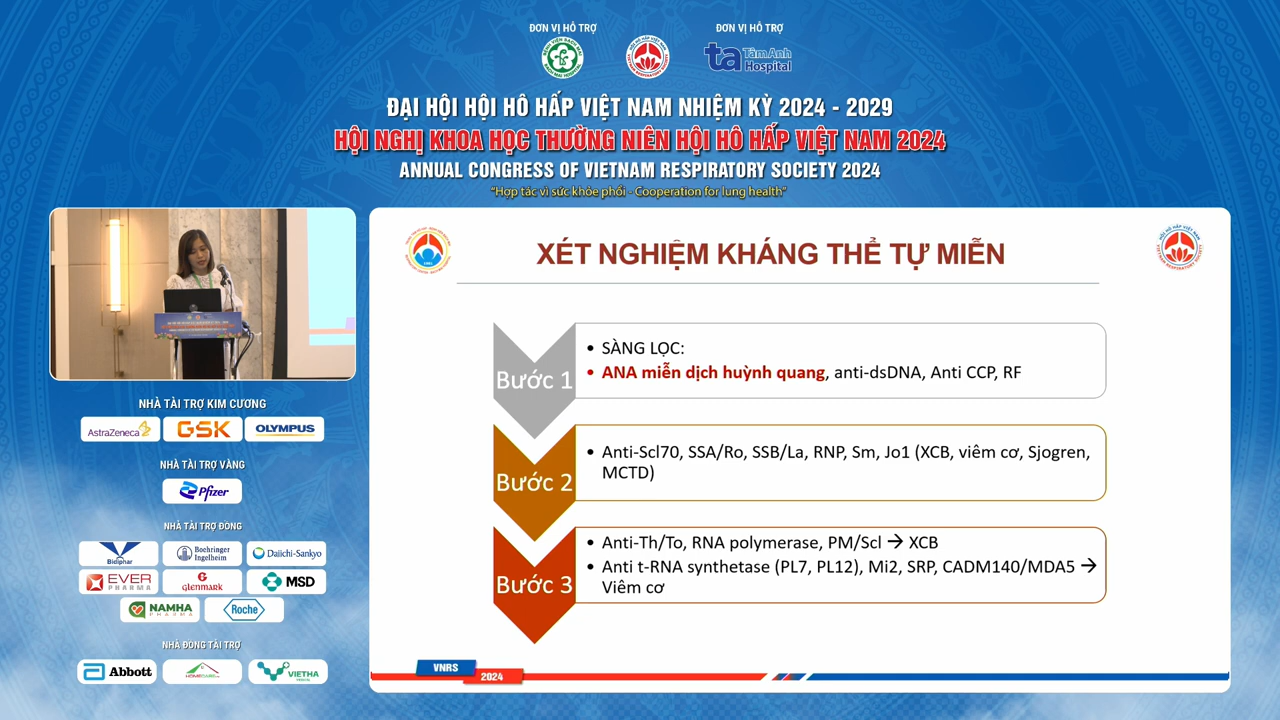 ĐƠN VỊ HỖ TRỢ
ĐƠN VỊ HỖ TRỢ
TâmAnh
Hospital
ĐẠI HỘI HỘI HÔ HẤP VIỆT NAM NHIỆM KỲ 2024 - 2029
HỘI NGHỊ KHOA HỌC THƯỜNG NIÊN HỘI HÔ HẤP VIỆT NAM 2024
ANNUAL CONGRESS OF VIETNAM RESPIRATORY SOCIETY 2024
"Hợp tác vì sức khỏe phổi - Cooperation for lung health"
XÉT NGHIỆM KHÁNG THỂ TỰ MIỄN
Bước 1
• SÀNG LỌC:
• ANA miễn dịch huỳnh quang, anti-dsDNA, Anti CCP, RF
Bước 2
• Anti-Scl70, SSA/Ro, SSB/La, RNP, Sm, Jo1 (XCB, viêm cơ, Sjogren,
MCTD)
Bước 3
• Anti-Th/To, RNA polymerase, PM/Scl → XCB
• Anti t-RNA synthetase (PL7, PL12), Mi2, SRP, CADM140/MDA5 →
Viêm cơ
VNRS
2024
NHÀ TÀI TRỢ KIM CƯƠNG
AstraZeneca
GSK
OLYMPUS
NHÀ TÀI TRỢ VÀNG
Pfizer
NHÀ TÀI TRỢ ĐỒNG
Bidiphar
Boehringer
Ingelheim
Daiichi-Sankyo
EVER
PHARMA
GLENMARK
MSD
NAMHA
PHARMA
Roche
NHÀ ĐỒNG TÀI TRỢ
Abbott
VIETHA